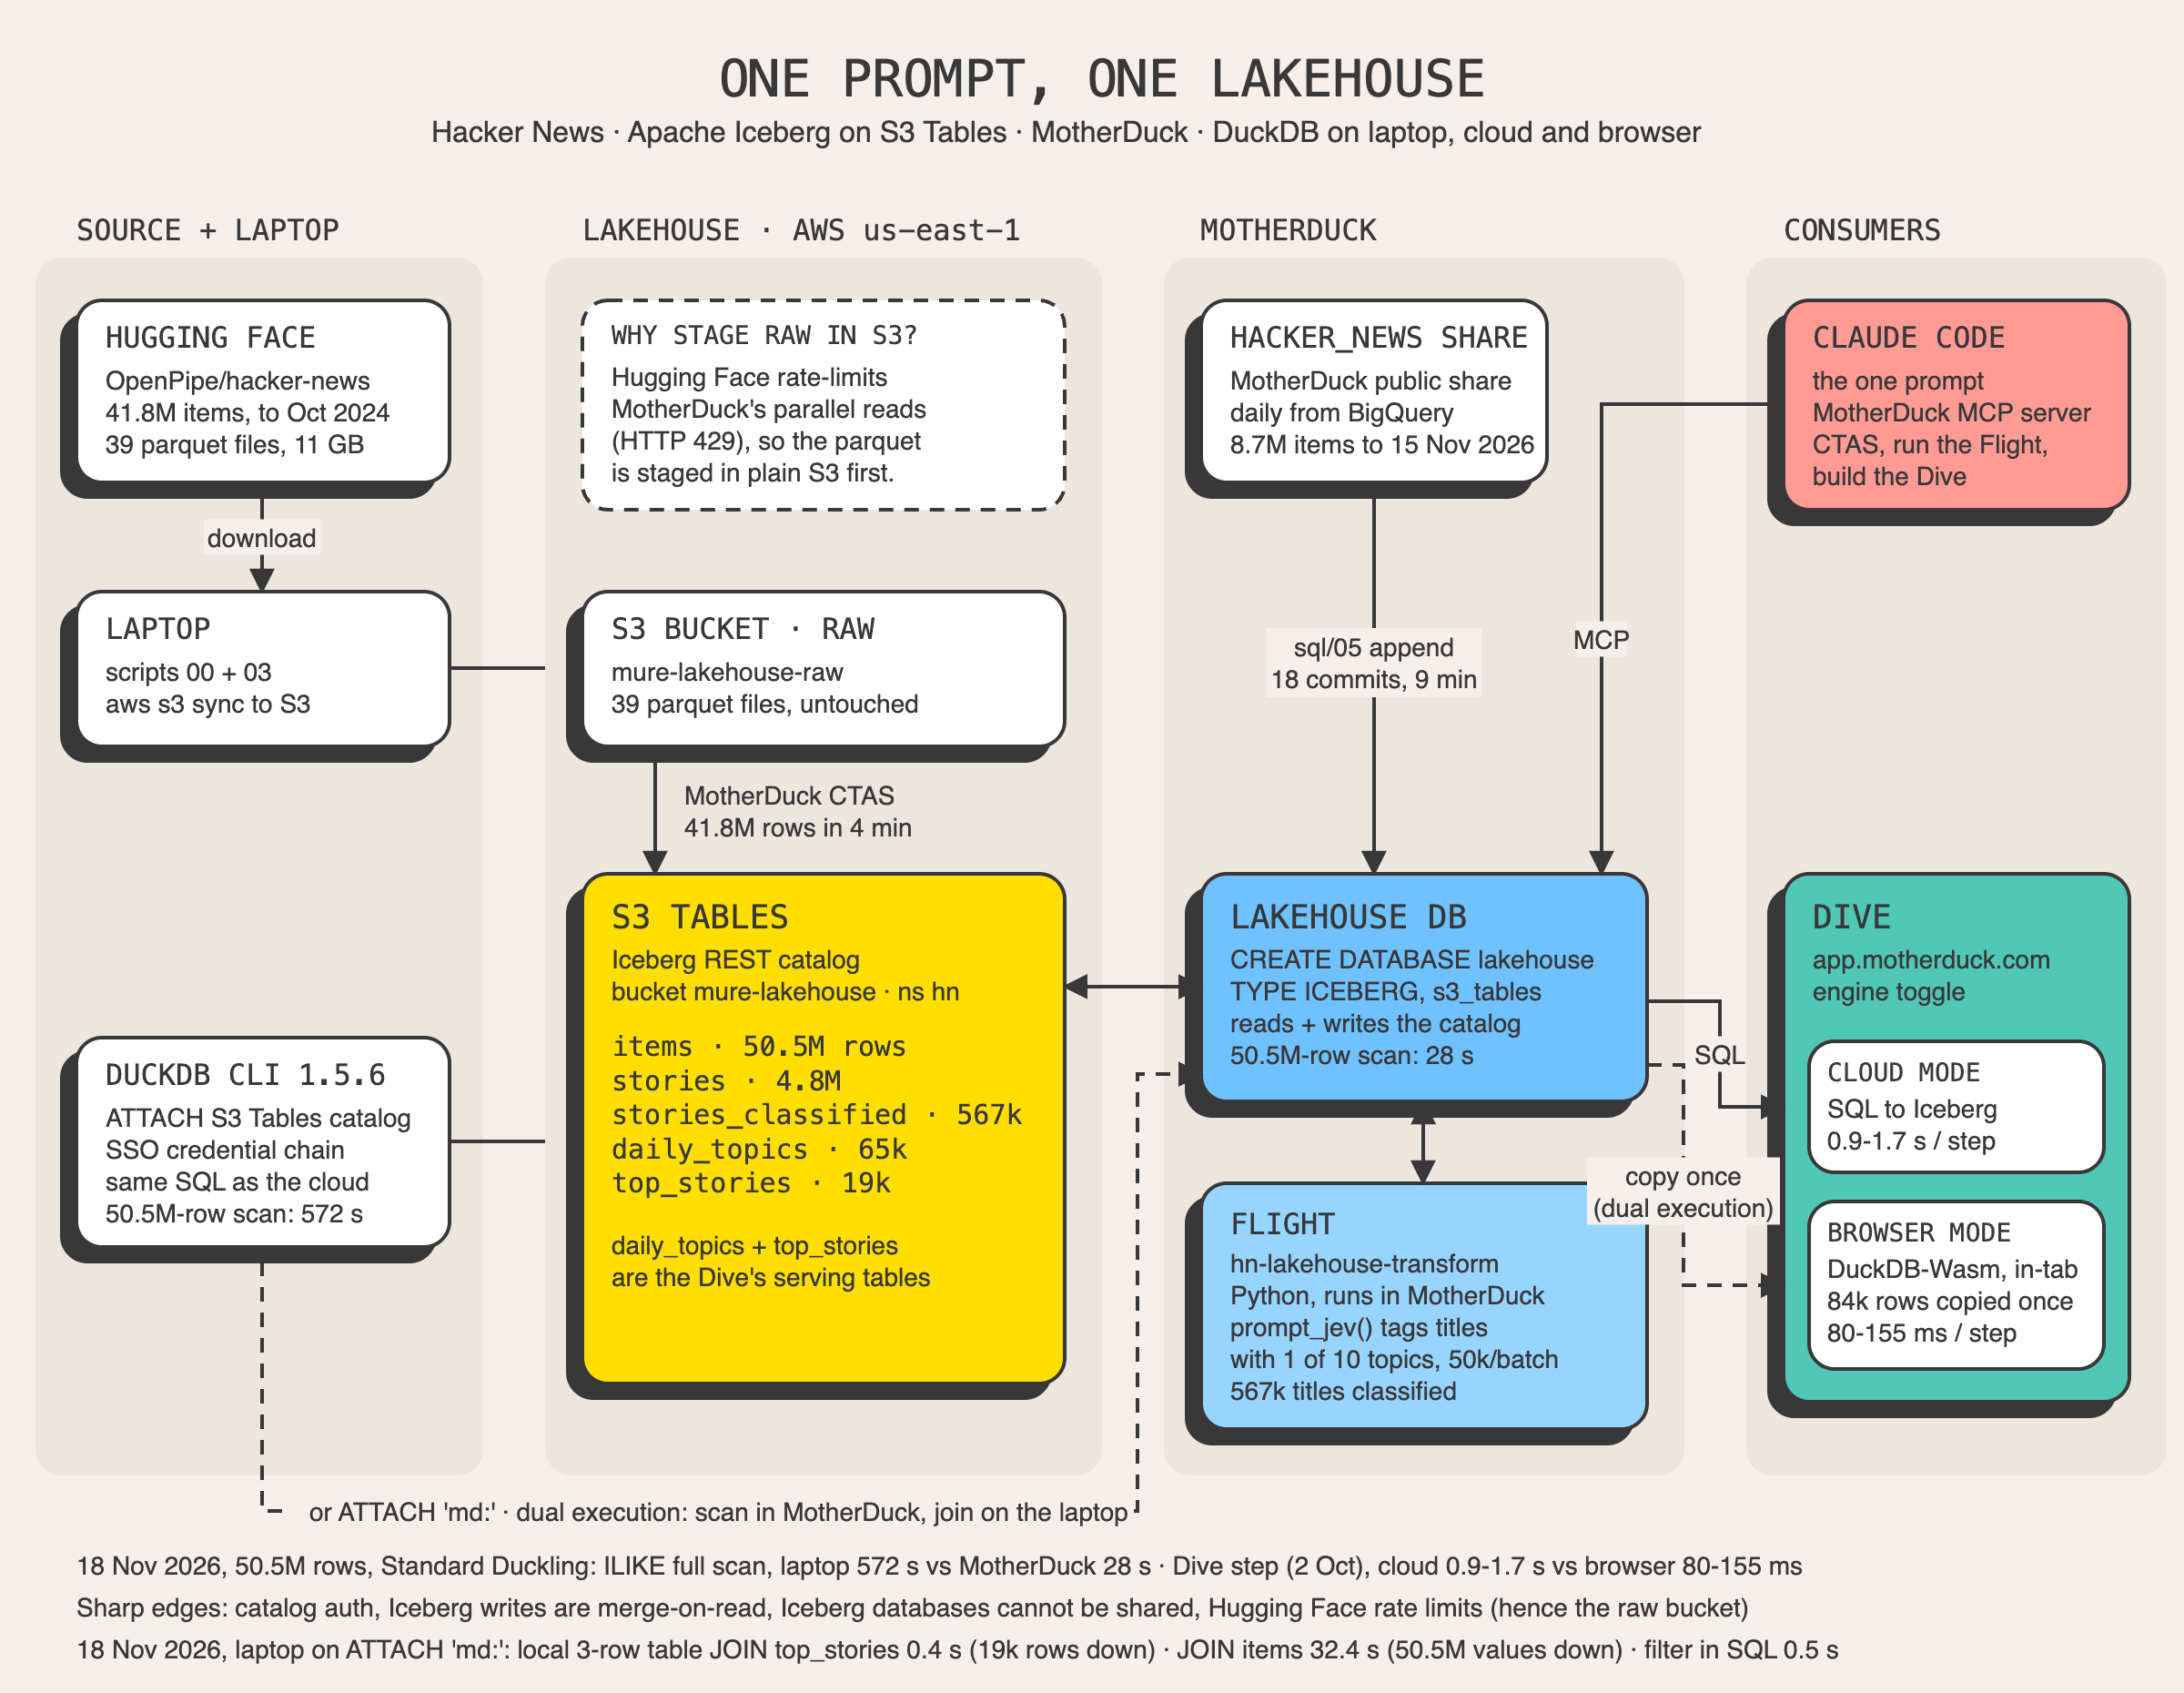 ONE PROMPT, ONE LAKEHOUSE
Hacker News · Apache Iceberg on S3 Tables · MotherDuck · DuckDB on laptop, cloud and browser
SOURCE + LAPTOP
HUGGING FACE
OpenPipe/hacker-news
41.8M items, to Oct 2024
39 parquet files, 11 GB
download
LAPTOP
scripts 00 + 03
aws s3 sync to S3
DUCKDB CLI 1.5.6
ATTACH S3 Tables catalog
SSO credential chain
same SQL as the cloud
50.5M-row scan: 572 s
LAKEHOUSE · AWS us-east-1
WHY STAGE RAW IN S3?
Hugging Face rate-limits
MotherDuck's parallel reads
(HTTP 429), so the parquet
is staged in plain S3 first.
S3 BUCKET · RAW
mure-lakehouse-raw
39 parquet files, untouched
MotherDuck CTAS
41.8M rows in 4 min
S3 TABLES
Iceberg REST catalog
bucket mure-lakehouse · ns hn
items · 50.5M rows
stories · 4.8M
stories_classified · 567k
daily_topics · 65k
top_stories · 19k
daily_topics + top_stories
are the Dive's serving tables
MOTHERDUCK
HACKER_NEWS SHARE
MotherDuck public share
daily from BigQuery
8.7M items to 15 Nov 2026
sql/05 append
18 commits, 9 min
MCP
LAKEHOUSE DB
CREATE DATABASE lakehouse
TYPE ICEBERG, s3_tables
reads + writes the catalog
50.5M-row scan: 28 s
FLIGHT
hn-lakehouse-transform
Python, runs in MotherDuck
prompt_jev() tags titles
with 1 of 10 topics, 50k/batch
567k titles classified
SQL
copy once
(dual execution)
CONSUMERS
CLAUDE CODE
the one prompt
MotherDuck MCP server
CTAS, run the Flight,
build the Dive
DIVE
app.motherduck.com
engine toggle
CLOUD MODE
SQL to Iceberg
0.9-1.7 s / step
BROWSER MODE
DuckDB-Wasm, in-tab
84k rows copied once
80-155 ms / step
or ATTACH 'md:' · dual execution: scan in MotherDuck, join on the laptop
18 Nov 2026, 50.5M rows, Standard Duckling: ILIKE full scan, laptop 572 s vs MotherDuck 28 s · Dive step (2 Oct), cloud 0.9-1.7 s vs browser 80-155 ms
Sharp edges: catalog auth, Iceberg writes are merge-on-read, Iceberg databases cannot be shared, Hugging Face rate limits (hence the raw bucket)
18 Nov 2026, laptop on ATTACH 'md:': local 3-row table JOIN top_stories 0.4 s (19k rows down) · JOIN items 32.4 s (50.5M values down) · filter in SQL 0.5 s